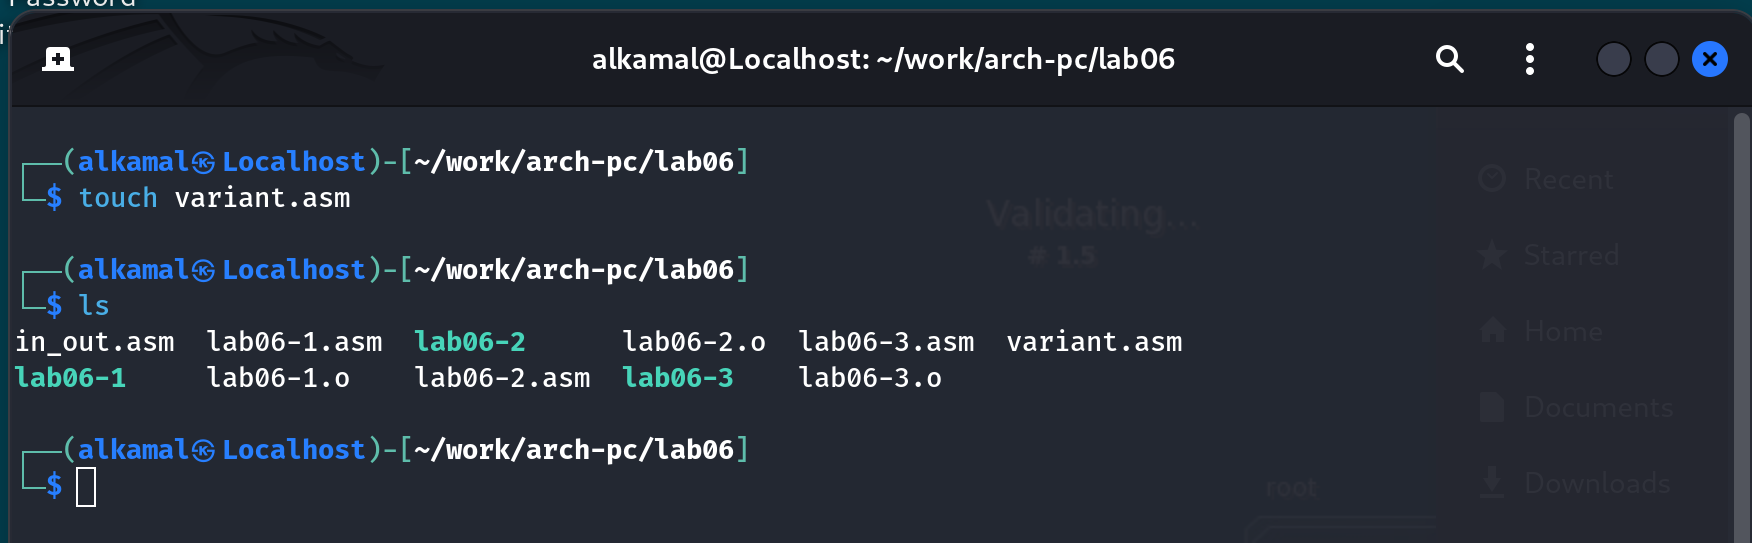 Password
alkamal@Localhost: ~/work/arch-pc/lab06
┌──(alkamal㉿Localhost)-[~/work/arch-pc/lab06]
└─$ touch variant.asm
┌──(alkamal㉿Localhost)-[~/work/arch-pc/lab06]
└─$ ls
in_out.asm  lab06-1.asm  lab06-2      lab06-2.o  lab06-3.asm  variant.asm
lab06-1     lab06-1.o    lab06-2.asm  lab06-3    lab06-3.o
┌──(alkamal㉿Localhost)-[~/work/arch-pc/lab06]
└─$
Validating...
# 1.5
root
Recent
Starred
Home
Documents
Downloads